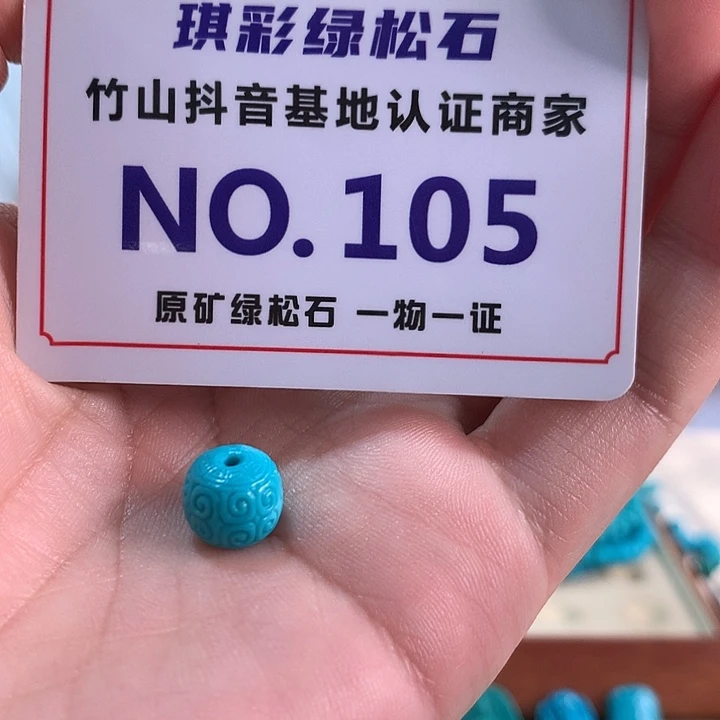 琪彩绿松石
竹山抖音基地认证商家
NO.105
原矿绿松石 一物一证